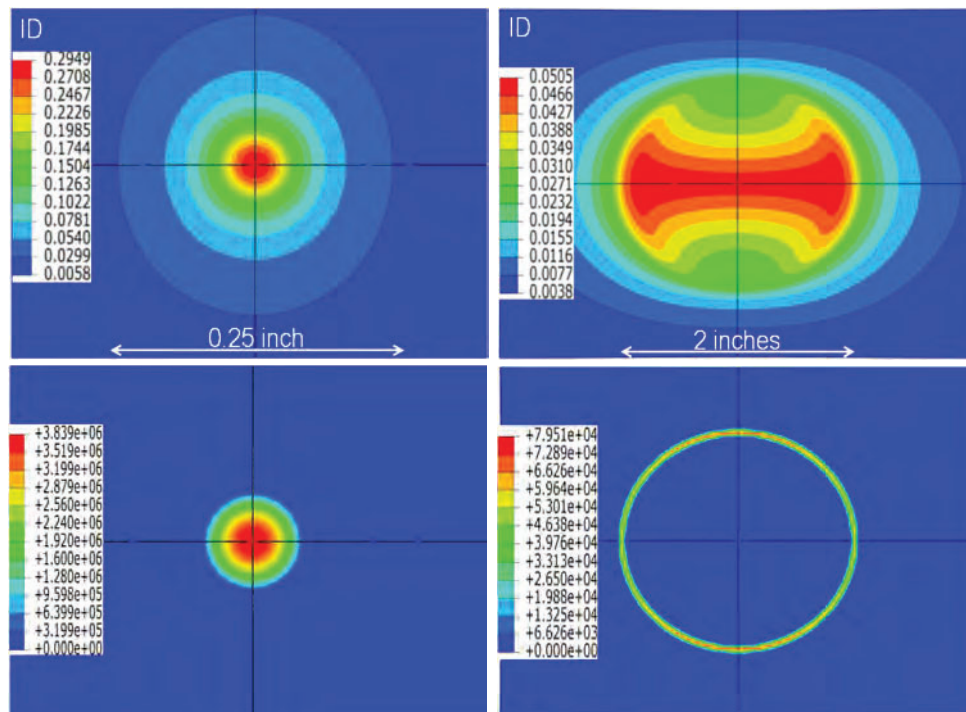 ID
0.2949
0.2708
0.2467
0.2226
0.1985
0.1744
0.1504
0.1263
0.1022
0.0781
0.0540
0.0299
0.0058
0.25 inch
ID
0.0505
0.0466
0.0427
0.0388
0.0349
0.0310
0.0271
0.0232
0.0194
0.0116
0.0077
0.0038
2 inches
+3.839e+06
+3.519e+06
+3.199e+06
+2.879e+06
+2.560e+06
+2.240e+06
+1.920e+06
+1.600e+06
+1.280e+06
+9.598e+05
+6.399e+05
+3.199e+05
+0.000e+00
+7.951e+04
+7.289e+04
+6.626e+04
+5.964e+04
+5.301e+04
+4.638e+04
+3.976e+04
+3.313e+04
+2.650e+04
+1.988e+04
+1.325e+04
+6.626e+03
+0.000e+00